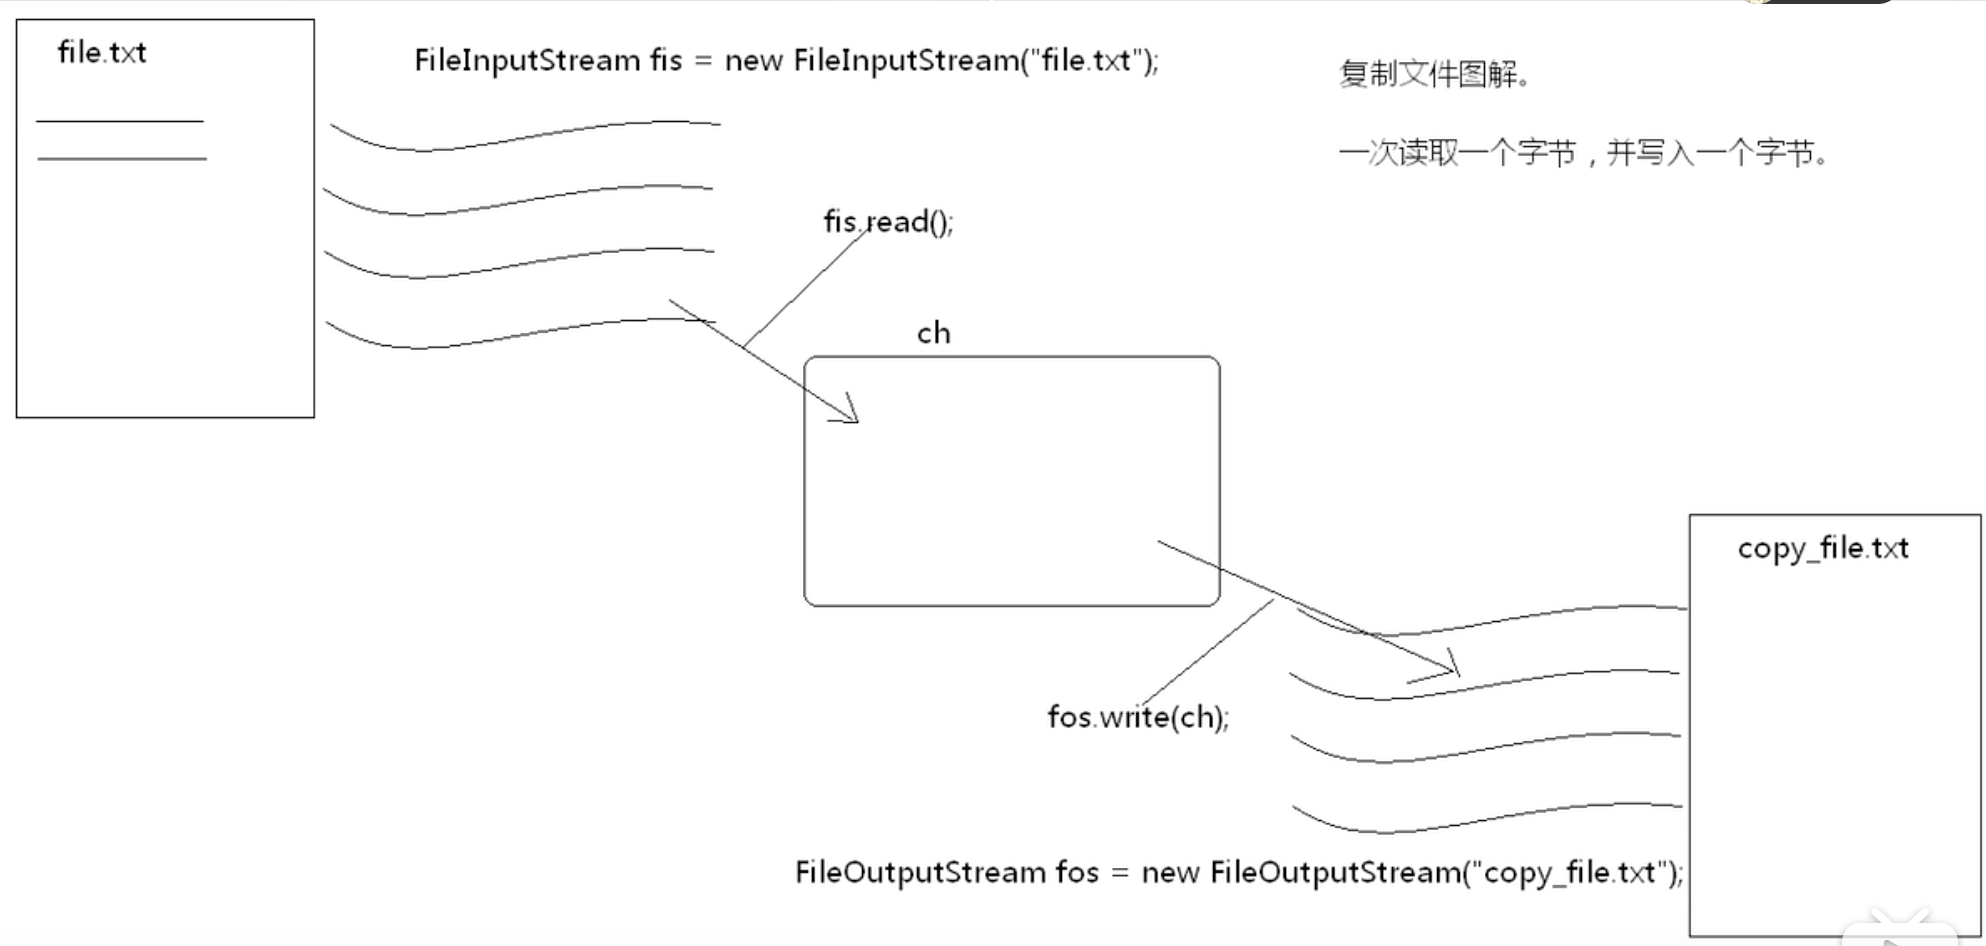 file.txt
FileInputStream fis = new FileInputStream("file.txt");
复制文件图解。
一次读取一个字节，并写入一个字节。
fis.read();
ch
copy_file.txt
fos.write(ch);
FileOutputStream fos = new FileOutputStream("copy_file.txt");